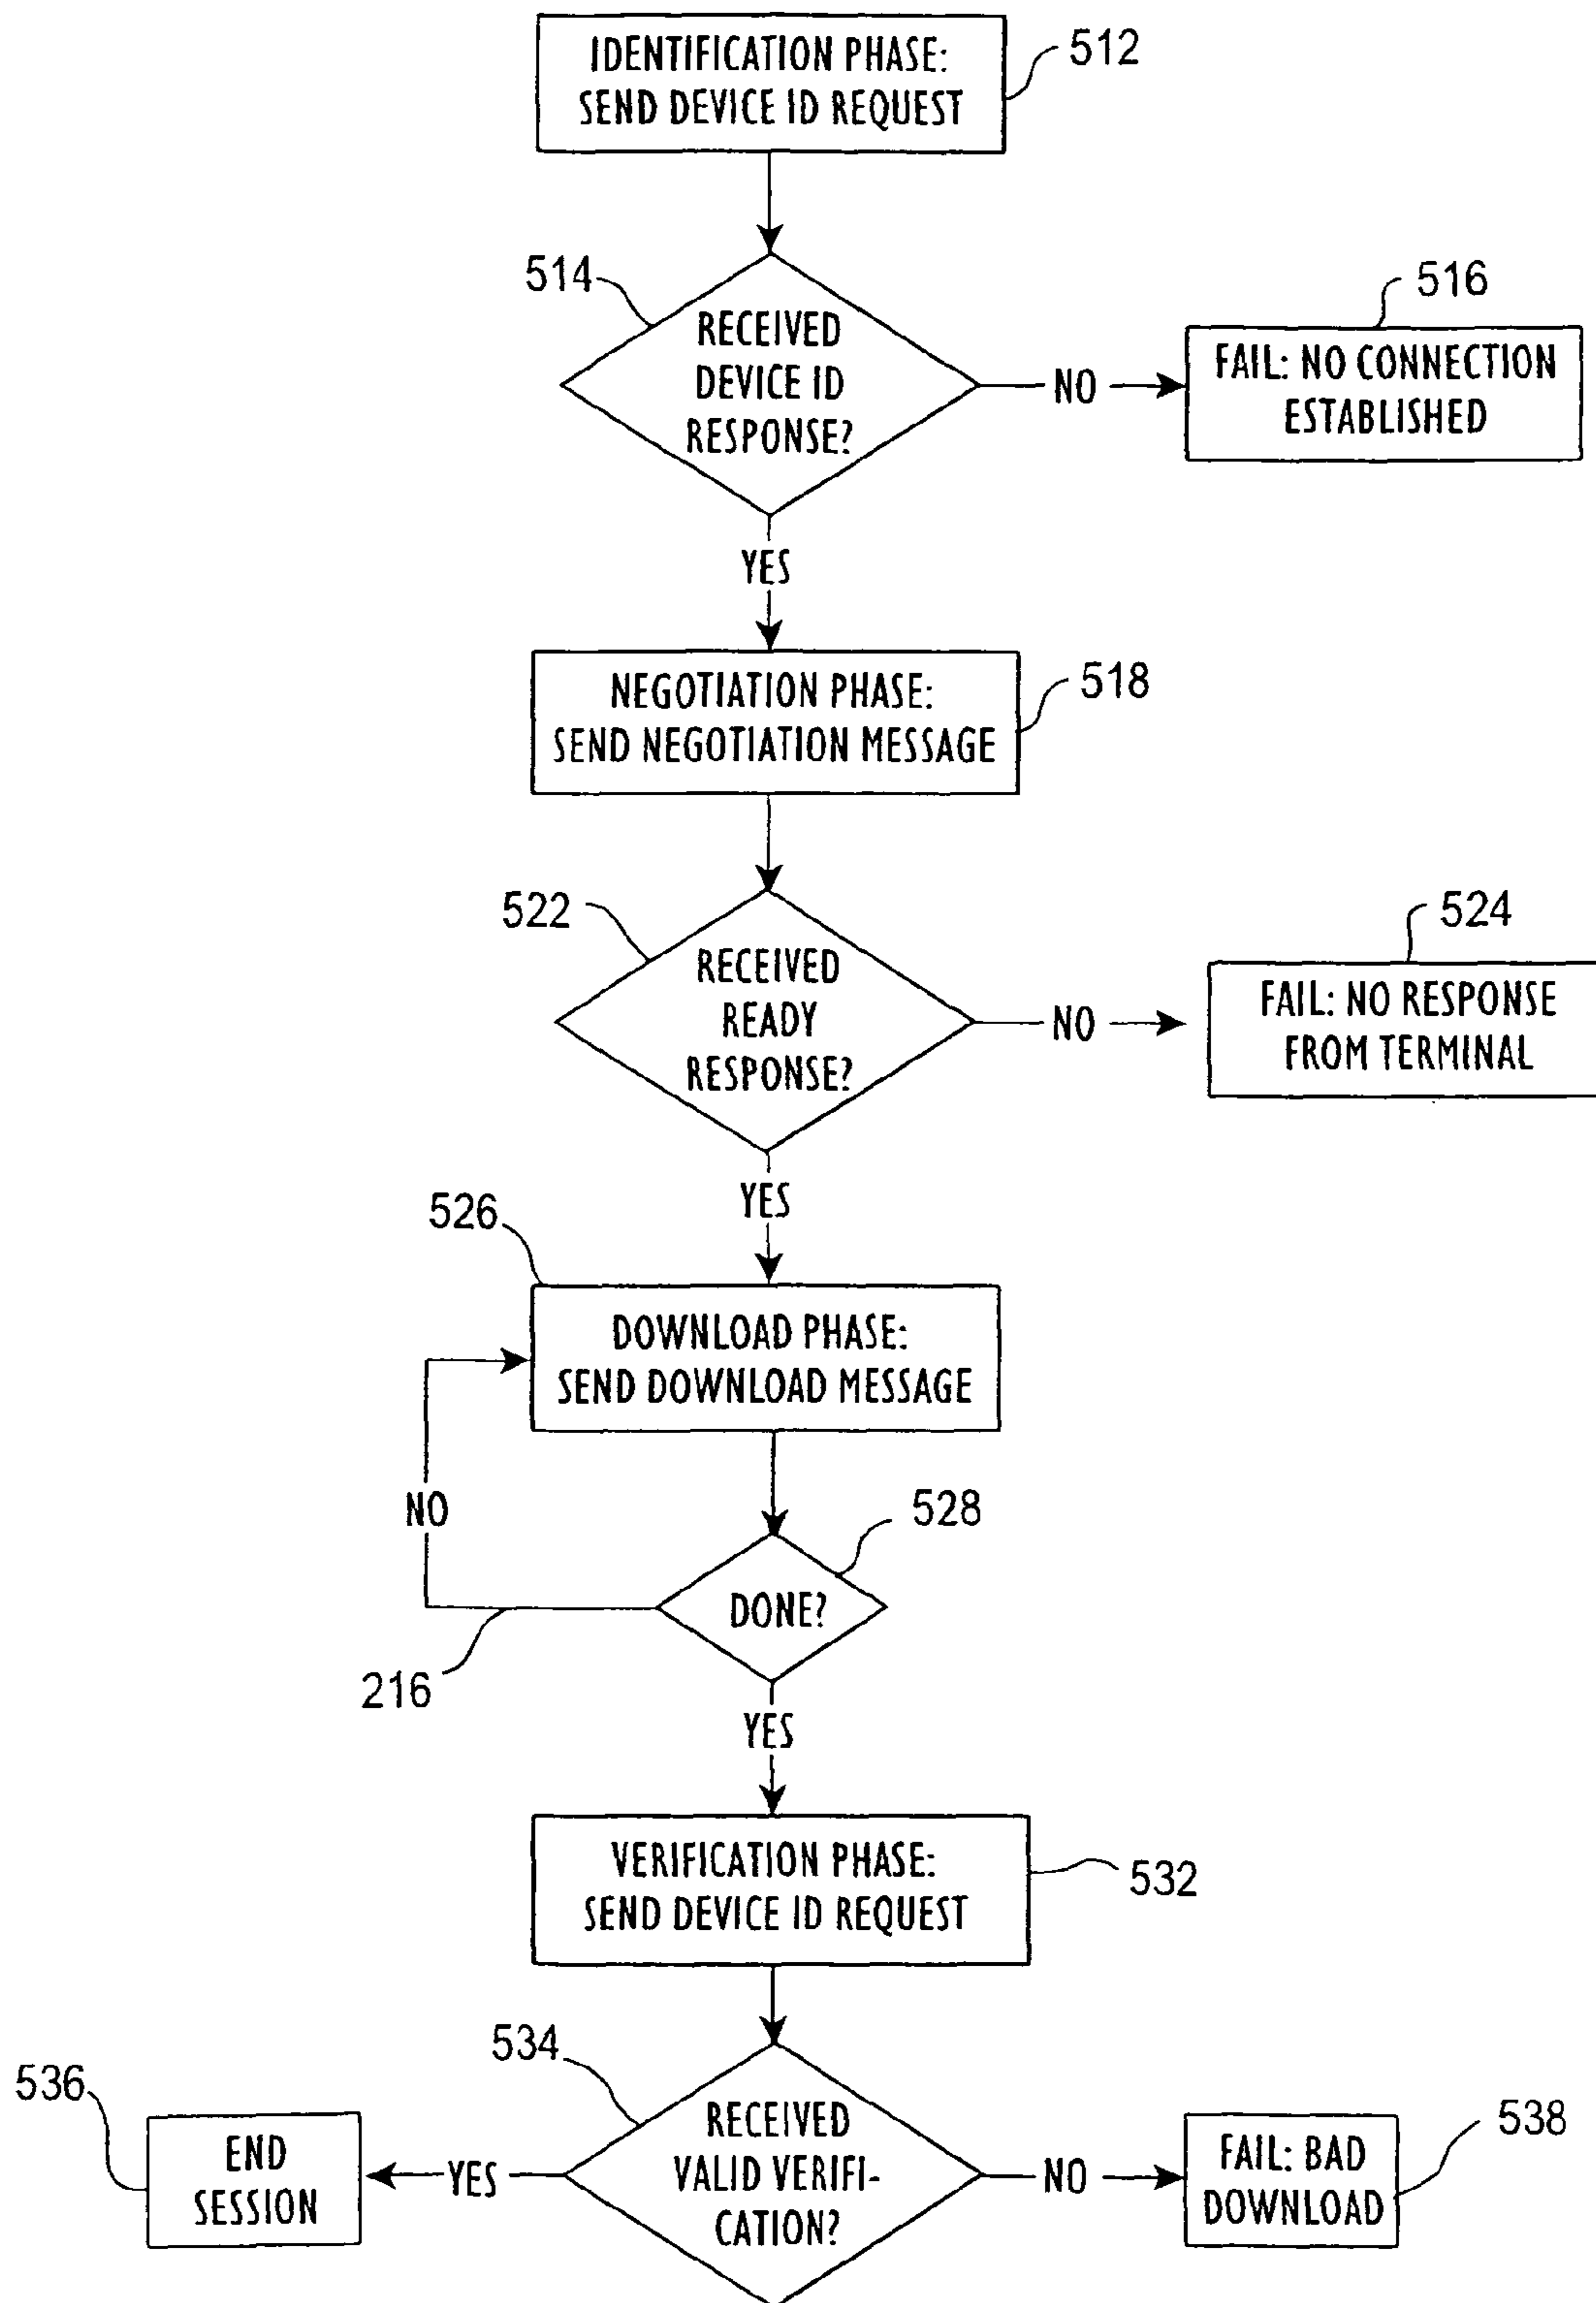 IDENTIFICATION PHASE:
SEND DEVICE ID REQUEST
512
514
RECEIVED
DEVICE ID
RESPONSE?
NO
516
FAIL: NO CONNECTION
ESTABLISHED
YES
NEGOTIATION PHASE:
SEND NEGOTIATION MESSAGE
518
522
RECEIVED
READY
RESPONSE?
NO
524
FAIL: NO RESPONSE
FROM TERMINAL
YES
526
DOWNLOAD PHASE:
SEND DOWNLOAD MESSAGE
NO
528
DONE?
216
YES
VERIFICATION PHASE:
SEND DEVICE ID REQUEST
532
534
RECEIVED
VALID VERIFI-
CATION?
536
END
SESSION
YES
NO
538
FAIL: BAD
DOWNLOAD